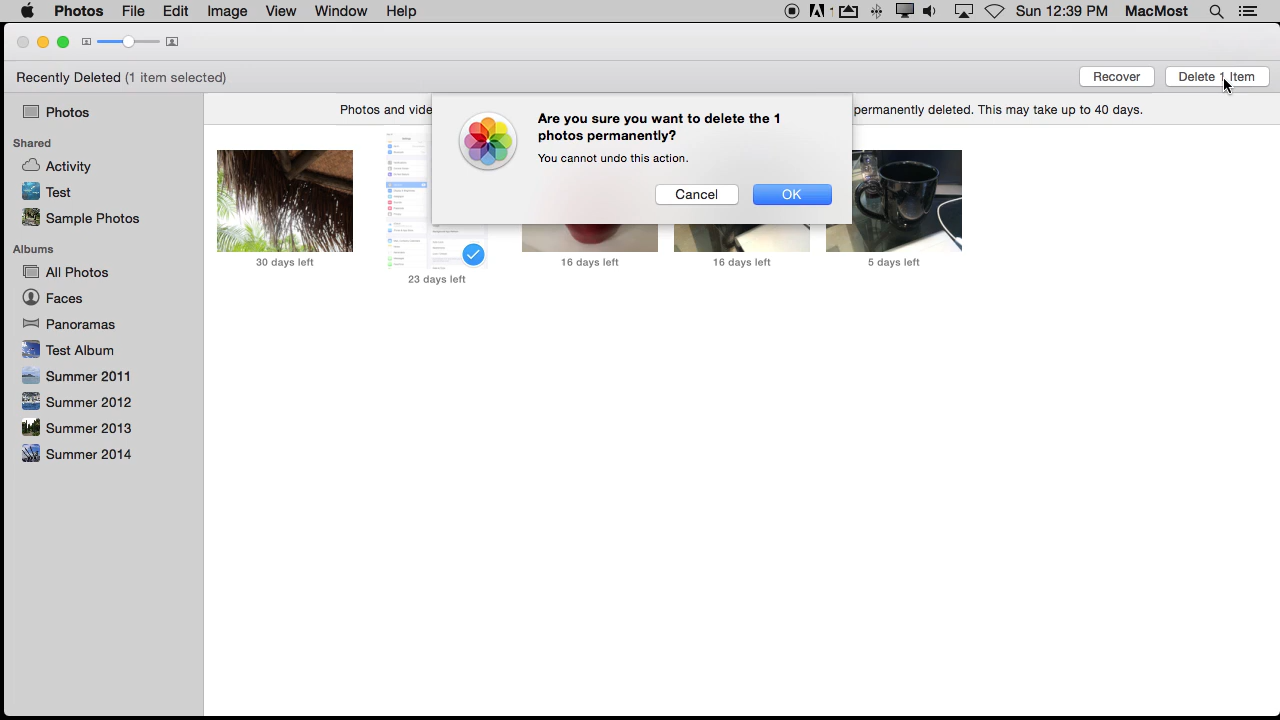 Photos File Edit Image View Window Help Sun 12:39 PM MacMost
Recently Deleted (1 item selected) Recover Delete 1 Item
Photos and vide permanently deleted. This may take up to 40 days.
Are you sure you want to delete the 1
photos permanently?
You cannot undo this action.
Cancel OK
Photos
Shared
Activity
Test
Sample Photos
Albums
All Photos
Faces
Panoramas
Test Album
Summer 2011
Summer 2012
Summer 2013
Summer 2014
30 days left
23 days left
16 days left
16 days left
5 days left